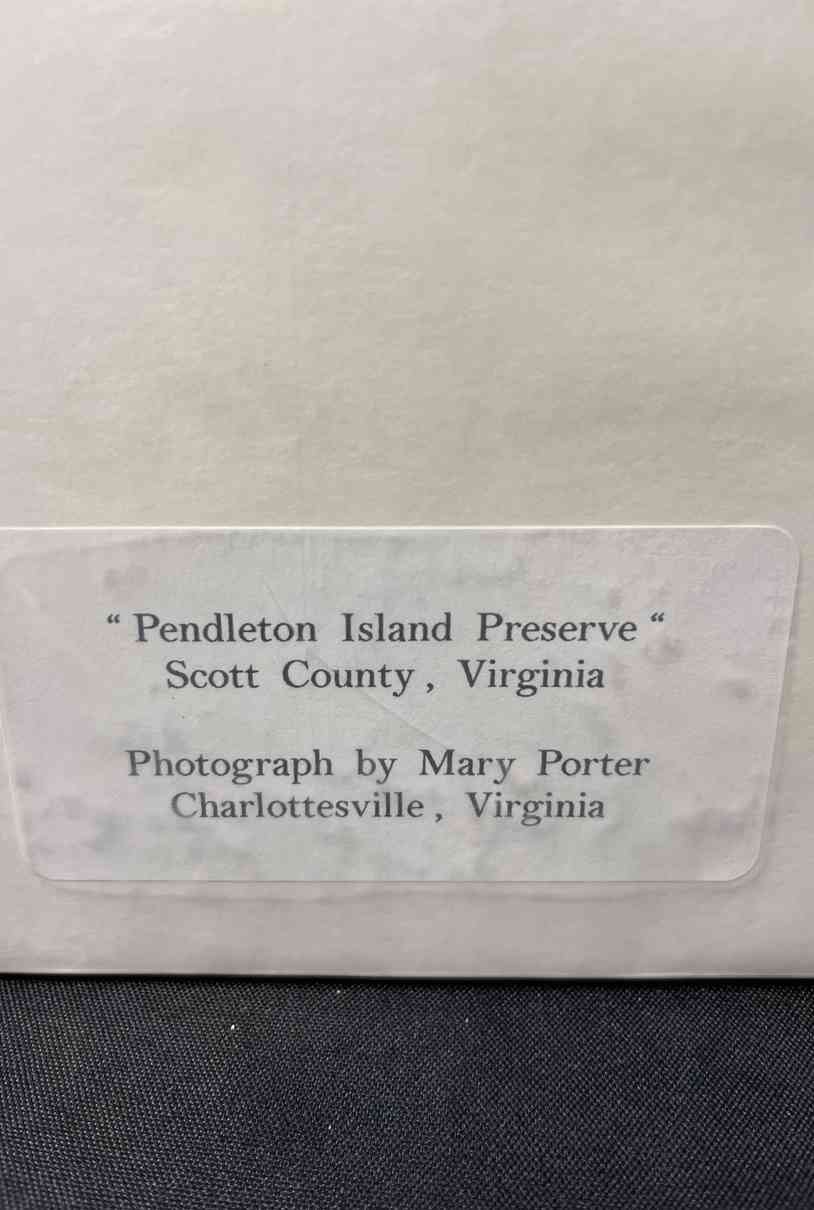 “ Pendleton Island Preserve “
Scott County , Virginia
Photograph by Mary Porter
Charlottesville , Virginia